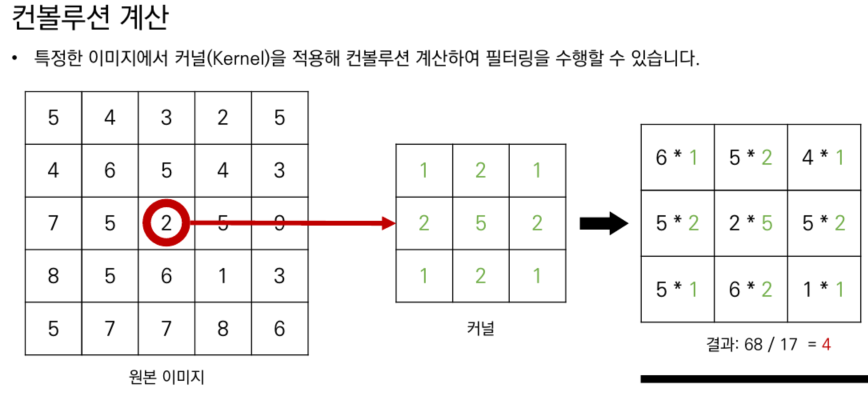 컨볼루션 계산
• 특정한 이미지에서 커널(Kernel)을 적용해 컨볼루션 계산하여 필터링을 수행할 수 있습니다.
5 4 3 2 5
4 6 5 4 3
7 5 2 5 9
8 5 6 1 3
5 7 7 8 6
원본 이미지
1 2 1
2 5 2
1 2 1
커널
6 * 1 5 * 2 4 * 1
5 * 2 2 * 5 5 * 2
5 * 1 6 * 2 1 * 1
결과: 68 / 17 = 4